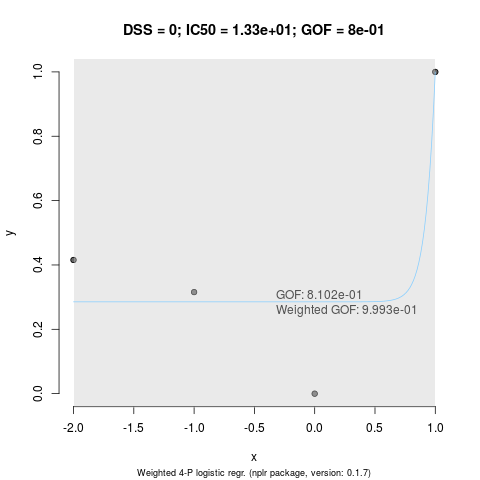 DSS = 0; IC50 = 1.33e+01; GOF = 8e-01
1.0
0.8
0.6
0.4
0.2
0.0
y
GOF: 8.102e-01
Weighted GOF: 9.993e-01
-2.0 -1.5 -1.0 -0.5 0.0 0.5 1.0
x
Weighted 4-P logistic regr. (nplr package, version: 0.1.7)